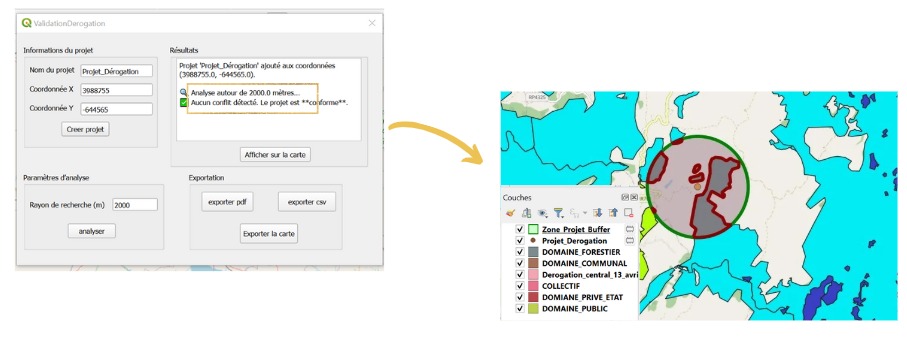 ValidationDerogation
Informations du projet
Nom du projet Projet_Dérogation
Coordonnée X 3988755
Coordonnée Y -644565
Creer projet
Résultats
Projet 'Projet_Dérogation' ajouté aux coordonnées
(3988755.0, -644565.0).
Analyse autour de 2000.0 mètres...
Aucun conflit détecté. Le projet est **conforme**.
Afficher sur la carte
Paramètres d'analyse
Rayon de recherche (m) 2000
analyser
Exportation
exporter pdf exporter csv
Exporter la carte
RP4325
Couches
Zone_Projet_Buffer
Projet_Derogation
DOMAINE_FORESTIER
DOMAINE_COMMUNAL
Derogation_central_13_avri
COLLECTIF
DOMIANE_PRIVE_ETAT
DOMAINE_PUBLIC